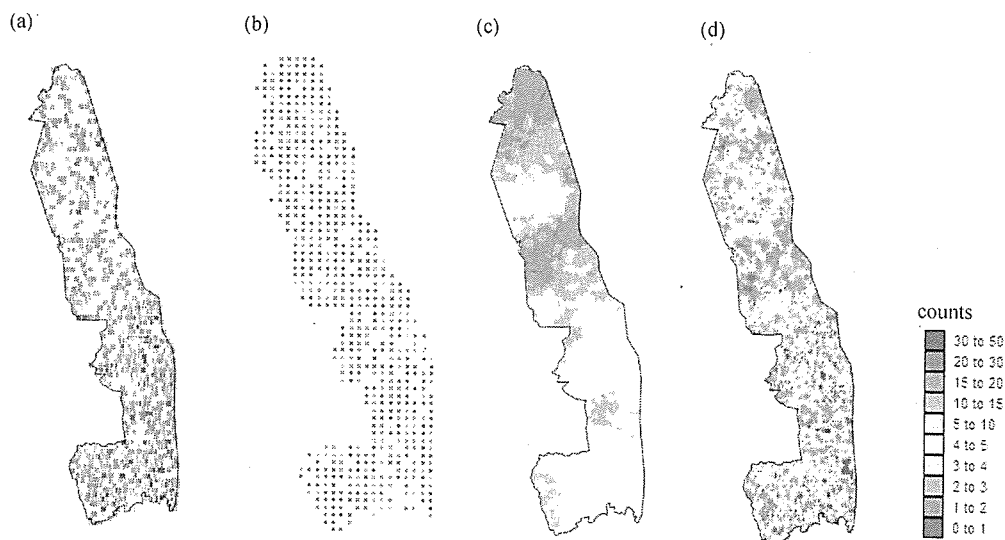 (a)
(b)
(c)
(d)
counts
30 to 50
20 to 30
15 to 20
10 to 15
5 to 10
4 to 5
3 to 4
2 to 3
1 to 2
0 to 1